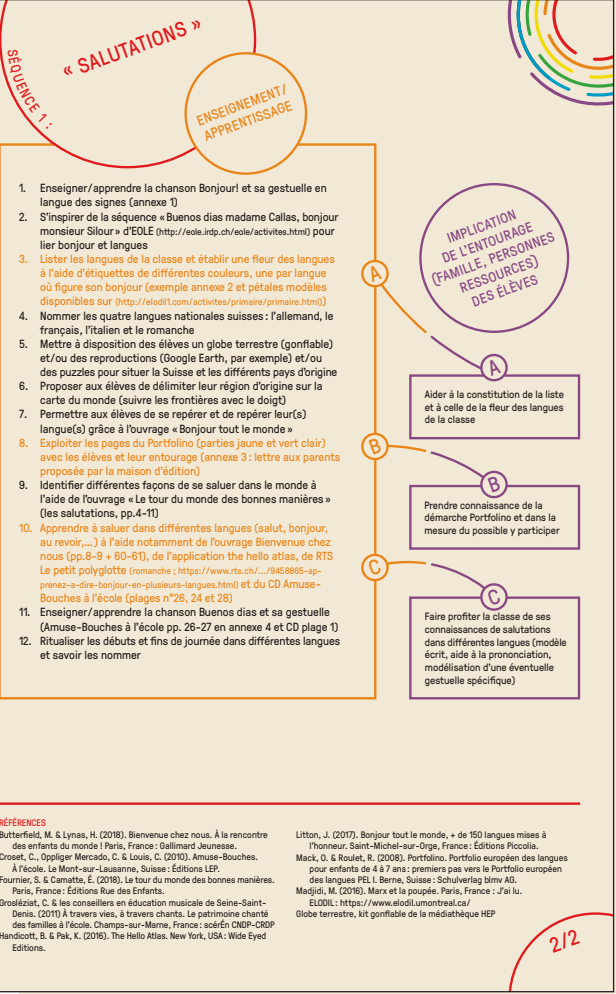 SÉQUENCE 1 :
« SALUTATIONS »
ENSEIGNEMENT/
APPRENTISSAGE
1. Enseigner/apprendre la chanson Bonjour! et sa gestuelle en
langue des signes (annexe 1)
2. S'inspirer de la séquence « Buenos dias madame Callas, bonjour
monsieur Silour » d'EOLE (http://eole.irdp.ch/eole/activites.html) pour
lier bonjour et langues
3. Lister les langues de la classe et établir une fleur des langues
à l'aide d'étiquettes de différentes couleurs, une par langue
où figure son bonjour (exemple annexe 2 et pétales modèles
disponibles sur (http://elodil1.com/activites/primaire/primaire.html))
4. Nommer les quatre langues nationales suisses : l'allemand, le
français, l'italien et le romanche
5. Mettre à disposition des élèves un globe terrestre (gonflable)
et/ou des reproductions (Google Earth, par exemple) et/ou
des puzzles pour situer la Suisse et les différents pays d'origine
6. Proposer aux élèves de délimiter leur région d'origine sur la
carte du monde (suivre les frontières avec le doigt)
7. Permettre aux élèves de se repérer et de repérer leur(s)
langue(s) grâce à l'ouvrage « Bonjour tout le monde »
8. Exploiter les pages du Portfolino (parties jaune et vert clair)
avec les élèves et leur entourage (annexe 3 : lettre aux parents
proposée par la maison d'édition)
9. Identifier différentes façons de se saluer dans le monde à
l'aide de l'ouvrage « Le tour du monde des bonnes manières »
(les salutations, pp.4-11)
10. Apprendre à saluer dans différentes langues (salut, bonjour,
au revoir,...) à l'aide notamment de l'ouvrage Bienvenue chez
nous (pp.8-9 + 60-61), de l'application the hello atlas, de RTS
Le petit polyglotte (romanche ; https://www.rts.ch/.../9458865-ap-
prenez-a-dire-bonjour-en-plusieurs-langues.html) et du CD Amuse-
Bouches à l'école (plages n°26, 24 et 28)
11. Enseigner/apprendre la chanson Buenos dias et sa gestuelle
(Amuse-Bouches à l'école pp. 26-27 en annexe 4 et CD plage 1)
12. Ritualiser les débuts et fins de journée dans différentes langues
et savoir les nommer
A
B
C
IMPLICATION
DE L'ENTOURAGE
(FAMILLE, PERSONNES
RESSOURCES)
DES ÉLÈVES
A
Aider à la constitution de la liste
et à celle de la fleur des langues
de la classe
B
Prendre connaissance de la
démarche Portfolino et dans la
mesure du possible y participer
C
Faire profiter la classe de ses
connaissances de salutations
dans différentes langues (modèle
écrit, aide à la prononciation,
modélisation d'une éventuelle
gestuelle spécifique)
RÉFÉRENCES
Butterfield, M. & Lynas, H. (2018). Bienvenue chez nous. À la rencontre
des enfants du monde ! Paris, France : Gallimard Jeunesse.
Croset, C., Oppliger Mercado, C. & Louis, C. (2010). Amuse-Bouches.
À l'école. Le Mont-sur-Lausanne, Suisse : Éditions LEP.
Fournier, S. & Camatte, É. (2018). Le tour du monde des bonnes manières.
Paris, France : Éditions Rue des Enfants.
Grosléziat, C. & les conseillers en éducation musicale de Seine-Saint-
Denis. (2011) À travers vies, à travers chants. Le patrimoine chanté
des familles à l'école. Champs-sur-Marne, France : scérÉn CNDP-CRDP
Handicott, B. & Pak, K. (2016). The Hello Atlas. New York, USA : Wide Eyed
Editions.
Litton, J. (2017). Bonjour tout le monde, + de 150 langues mises à
l'honneur. Saint-Michel-sur-Orge, France : Éditions Piccolia.
Mack, O. & Roulet, R. (2008). Portfolino. Portfolio européen des langues
pour enfants de 4 à 7 ans : premiers pas vers le Portfolio européen
des langues PEL I. Berne, Suisse : Schulverlag blmv AG.
Madjidi, M. (2016). Marx et la poupée. Paris, France : J'ai lu.
ELODIL : https://www.elodil.umontreal.ca/
Globe terrestre, kit gonflable de la médiathèque HEP
2/2